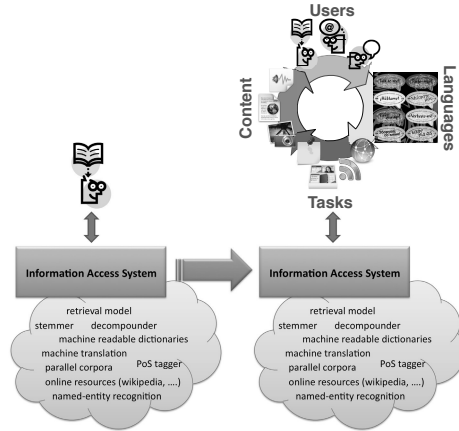 Users
Content
Languages
Tasks
Information Access System
retrieval model
stemmer decompounder
machine readable dictionaries
machine translation
parallel corpora PoS tagger
online resources (wikipedia, ....)
named-entity recognition
Information Access System
retrieval model
stemmer decompounder
machine readable dictionaries
machine translation
parallel corpora PoS tagger
online resources (wikipedia, ....)
named-entity recognition